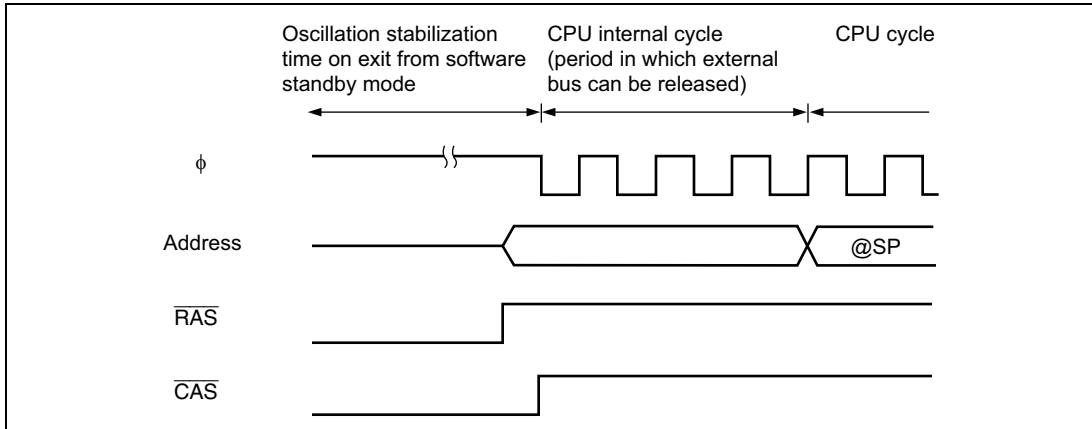 Oscillation stabilization
time on exit from software
standby mode
CPU internal cycle
(period in which external
bus can be released)
CPU cycle
ϕ
Address
@SP
RAS
CAS